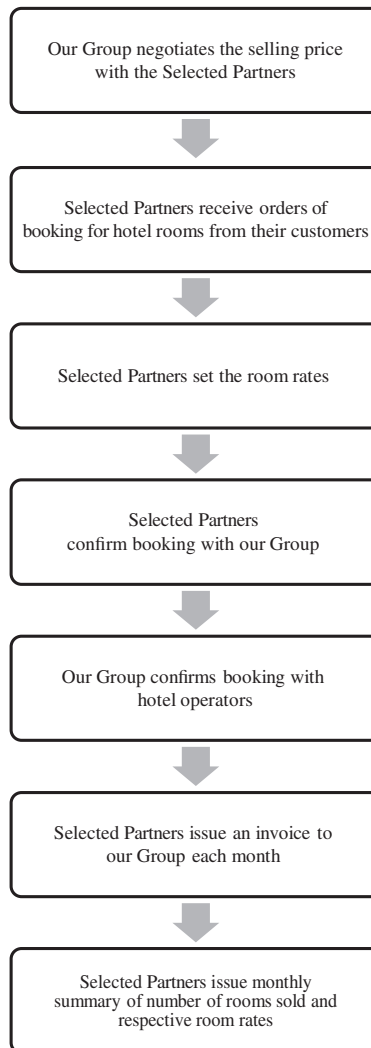 Our Group negotiates the selling price
with the Selected Partners
Selected Partners receive orders of
booking for hotel rooms from their customers
Selected Partners set the room rates
Selected Partners
confirm booking with our Group
Our Group confirms booking with
hotel operators
Selected Partners issue an invoice to
our Group each month
Selected Partners issue monthly
summary of number of rooms sold and
respective room rates